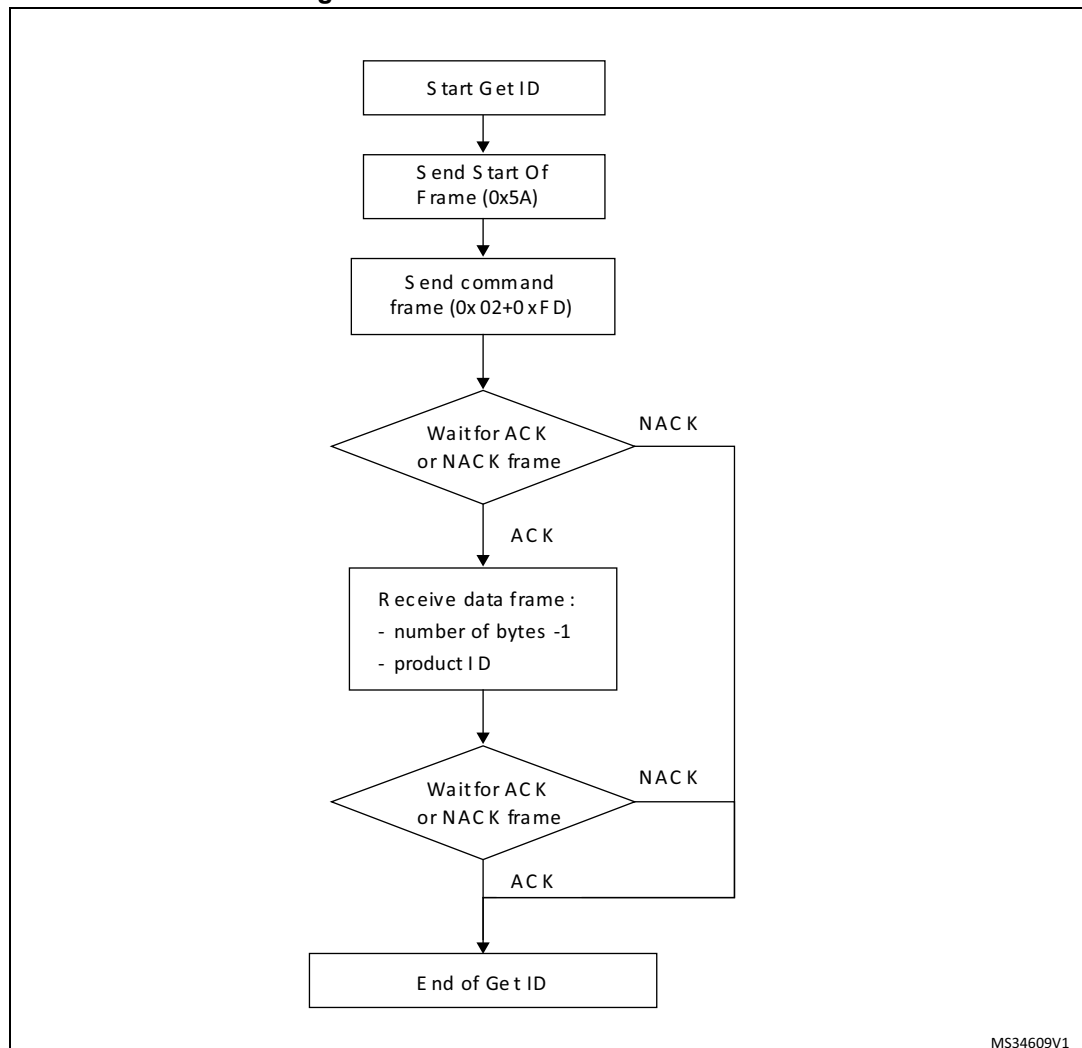 Start Get ID
Send Start Of
Frame (0x5A)
Send command
frame (0x02+0xFD)
Wait for ACK
or NACK frame
NACK
ACK
Receive data frame :
- number of bytes -1
- product ID
Wait for ACK
or NACK frame
NACK
ACK
End of Get ID
MS34609V1